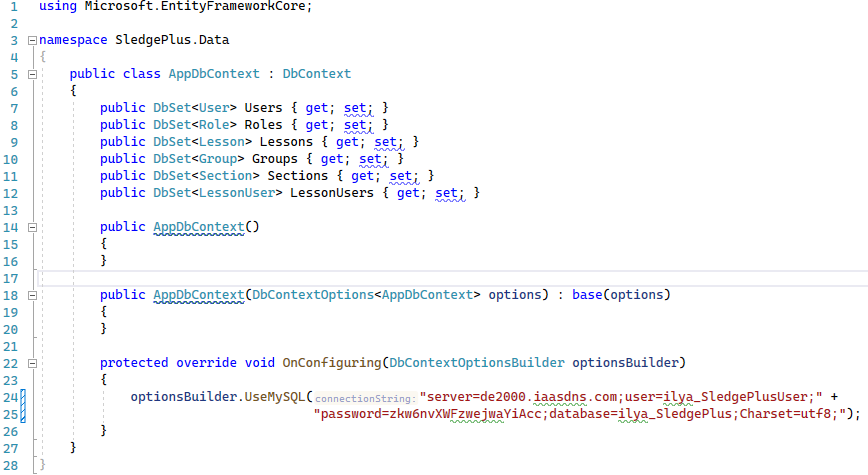 1 using Microsoft.EntityFrameworkCore;
2
3 namespace SledgePlus.Data
4 {
5 public class AppDbContext : DbContext
6 {
7 public DbSet<User> Users { get; set; }
8 public DbSet<Role> Roles { get; set; }
9 public DbSet<Lesson> Lessons { get; set; }
10 public DbSet<Group> Groups { get; set; }
11 public DbSet<Section> Sections { get; set; }
12 public DbSet<LessonUser> LessonUsers { get; set; }
13
14 public AppDbContext()
15 {
16 }
17
18 public AppDbContext(DbContextOptions<AppDbContext> options) : base(options)
19 {
20 }
21
22 protected override void OnConfiguring(DbContextOptionsBuilder optionsBuilder)
23 {
24 optionsBuilder.UseMySQL(connectionString: "server=de2000.iaasdns.com;user=ilya_SledgePlusUser;" +
25 "password=zkw6nvXWFzwejwaYiAcc;database=ilya_SledgePlus;Charset=utf8;");
26 }
27 }
28 }